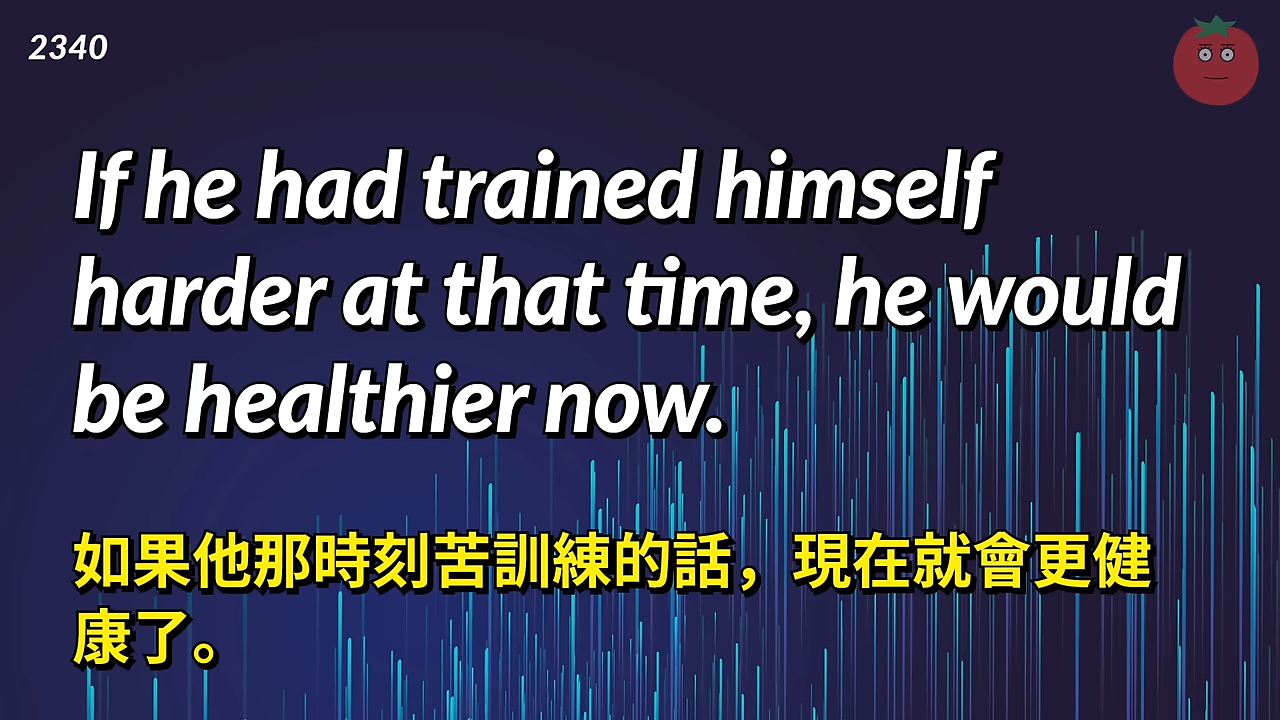 2340
If he had trained himself
harder at that time, he would
be healthier now.
如果他那時刻苦訓練的話，現在就會更健
康了。